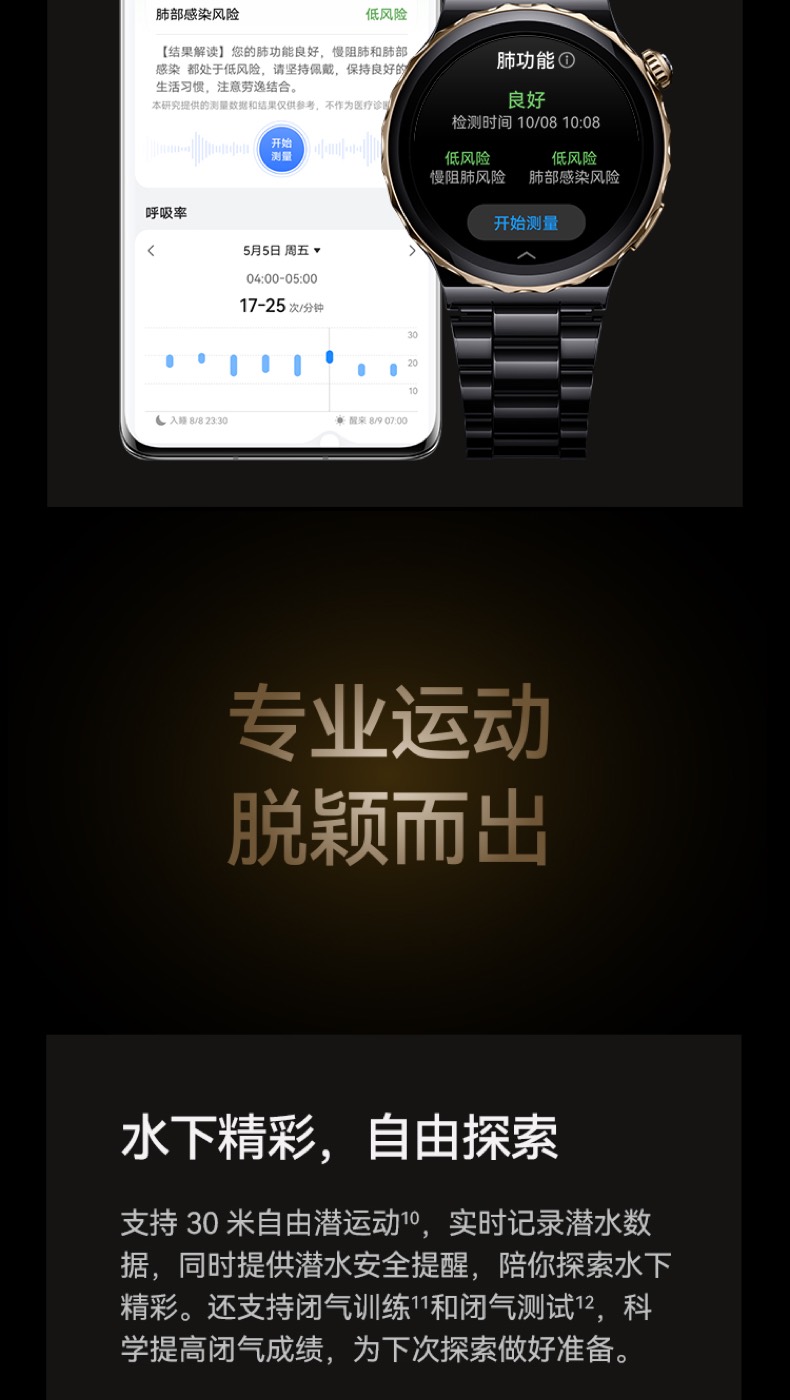 肺部感染风险 低风险
【结果解读】您的肺功能良好，慢阻肺和肺部
感染 都处于低风险，请坚持佩戴，保持良好的
生活习惯，注意劳逸结合。
本研究提供的测量数据和结果仅供参考，不作为医疗诊断
开始
测量
呼吸率
5月5日 周五
04:00-05:00
17-25 次/分钟
30
20
10
入睡 8/8 23:30 醒来 8/9 07:00
肺功能
良好
检测时间 10/08 10:08
低风险 低风险
慢阻肺风险 肺部感染风险
开始测量
专业运动
脱颖而出
水下精彩，自由探索
支持 30 米自由潜运动¹⁰，实时记录潜水数
据，同时提供潜水安全提醒，陪你探索水下
精彩。还支持闭气训练¹¹和闭气测试¹²，科
学提高闭气成绩，为下次探索做好准备。